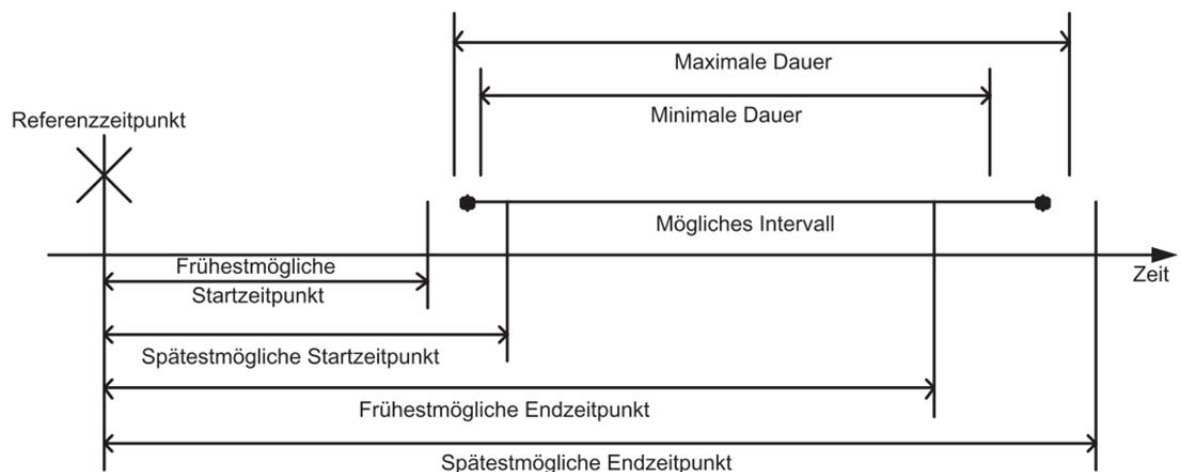 Maximale Dauer
Minimale Dauer
Referenzzeitpunkt
Mögliches Intervall
Zeit
Frühestmögliche
Startzeitpunkt
Spätestmögliche Startzeitpunkt
Frühestmögliche Endzeitpunkt
Spätestmögliche Endzeitpunkt